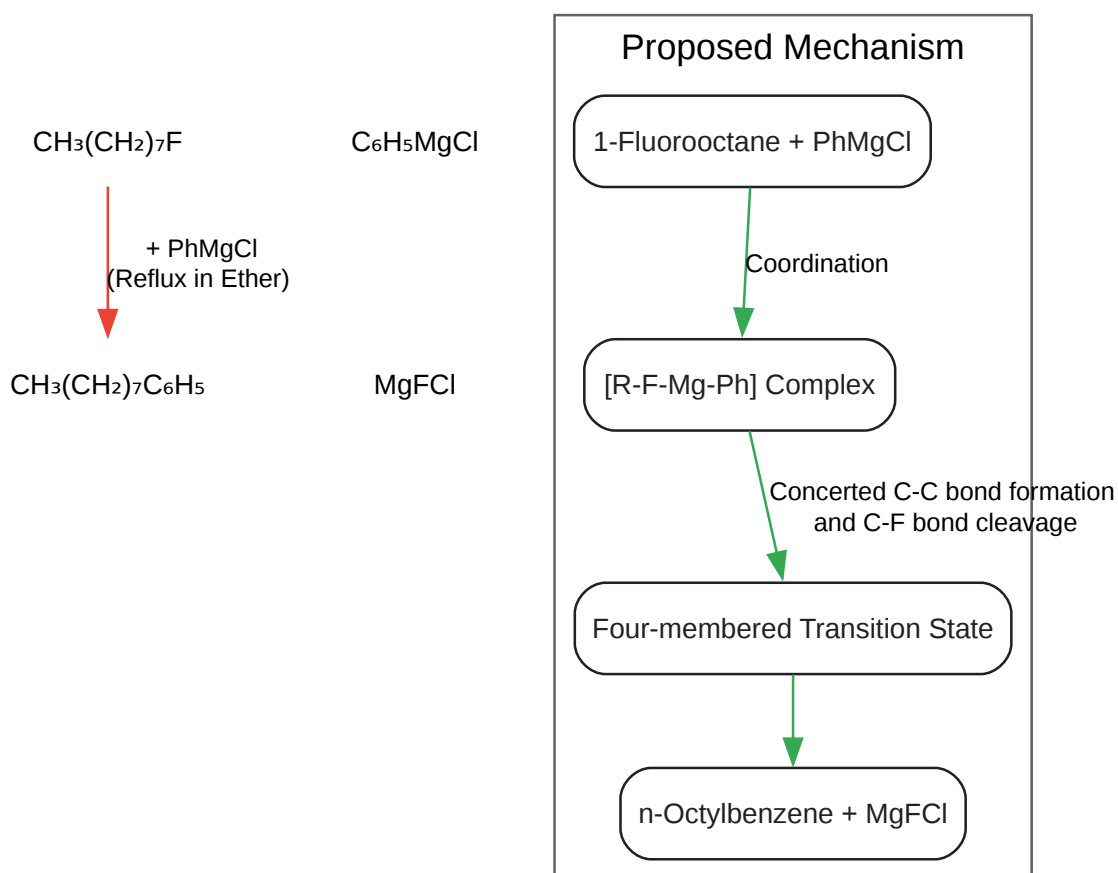 Proposed Mechanism
CH₃(CH₂)₇F
C₆H₅MgCl
1-Fluorooctane + PhMgCl
+ PhMgCl
(Reflux in Ether)
Coordination
CH₃(CH₂)₇C₆H₅
MgFCl
[R-F-Mg-Ph] Complex
Concerted C-C bond formation
and C-F bond cleavage
Four-membered Transition State
n-Octylbenzene + MgFCl